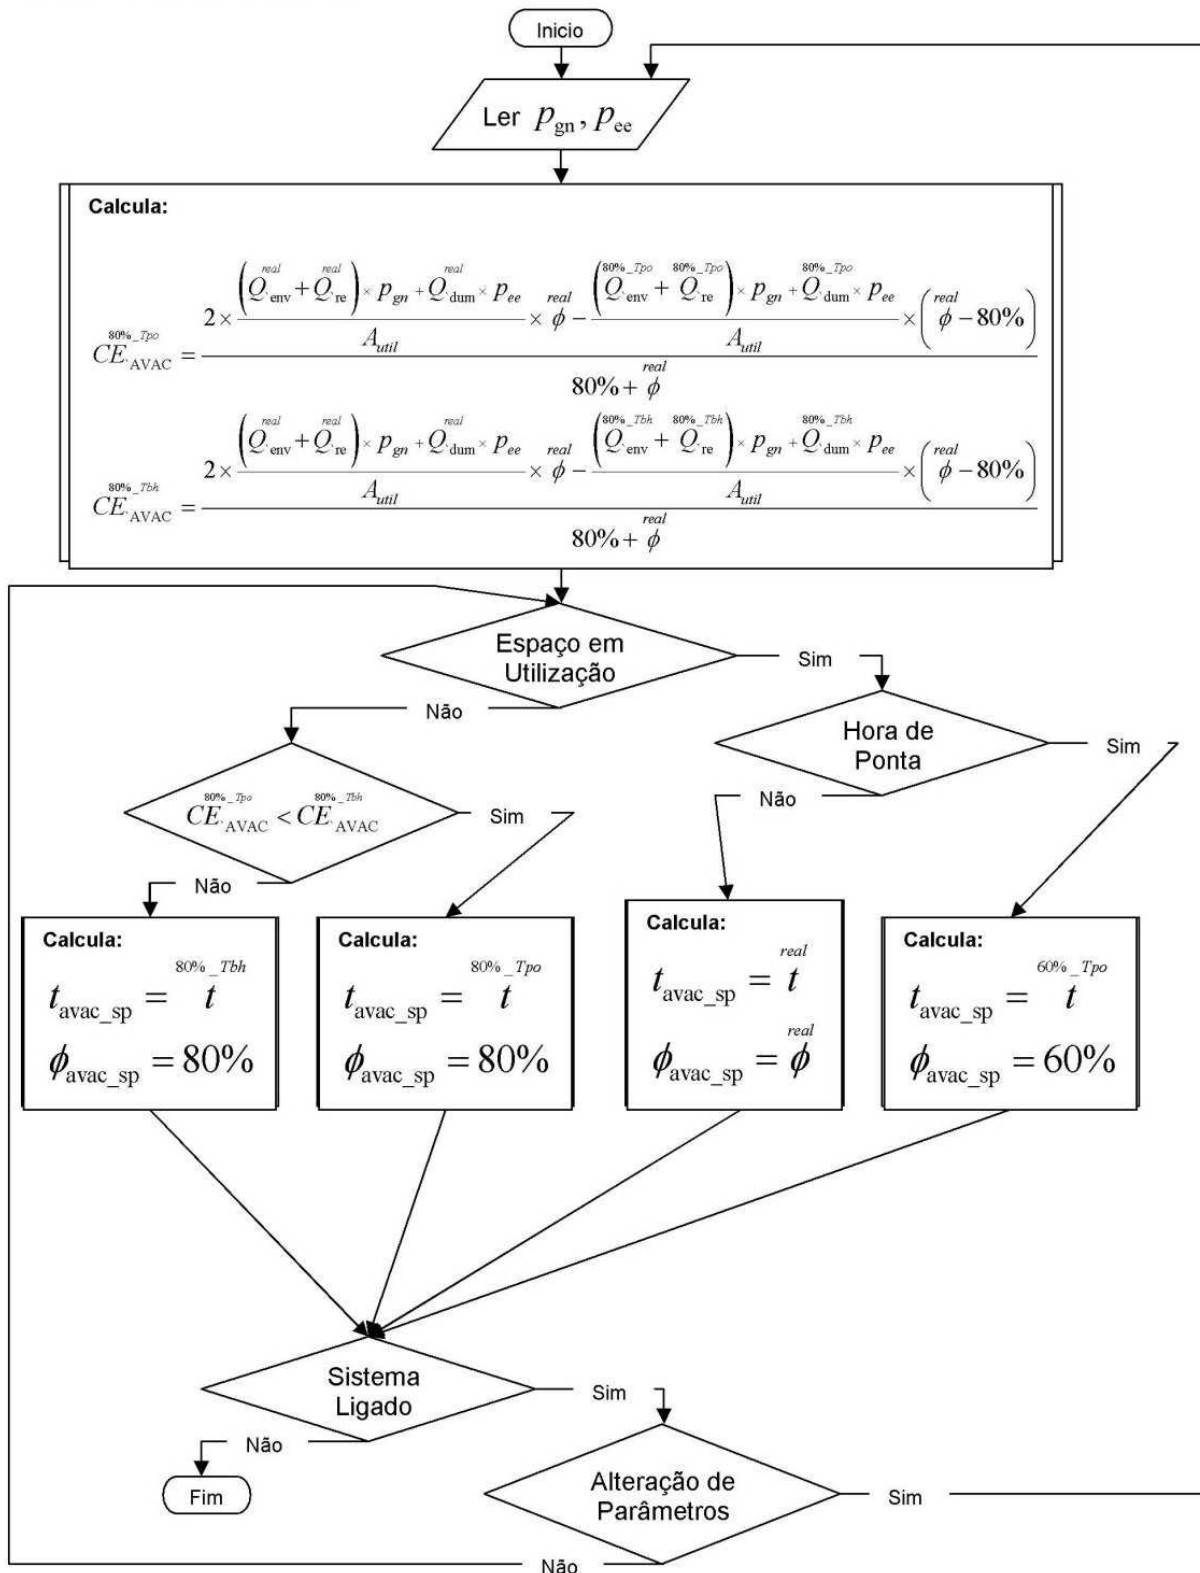 Inicio
Ler p_gn, p_ee
Calcula:
CE_AVAC^{80%_Tpo} = (2 × ((Q_env^{real} + Q_re^{real}) × p_gn + Q_dum^{real} × p_ee) / A_util × ϕ^{real} − ((Q_env^{80%_Tpo} + Q_re^{80%_Tpo}) × p_gn + Q_dum^{80%_Tpo} × p_ee) / A_util × (ϕ^{real} − 80%)) / (80% + ϕ^{real})
CE_AVAC^{80%_Tbh} = (2 × ((Q_env^{real} + Q_re^{real}) × p_gn + Q_dum^{real} × p_ee) / A_util × ϕ^{real} − ((Q_env^{80%_Tbh} + Q_re^{80%_Tbh}) × p_gn + Q_dum^{80%_Tbh} × p_ee) / A_util × (ϕ^{real} − 80%)) / (80% + ϕ^{real})
Espaço em
Utilização
Sim
Não
Hora de
Ponta
Sim
Não
CE_AVAC^{80%_Tpo} < CE_AVAC^{80%_Tbh}
Sim
Não
Calcula:
t_avac_sp = t^{80%_Tbh}
ϕ_avac_sp = 80%
Calcula:
t_avac_sp = t^{80%_Tpo}
ϕ_avac_sp = 80%
Calcula:
t_avac_sp = t^{real}
ϕ_avac_sp = ϕ^{real}
Calcula:
t_avac_sp = t^{60%_Tpo}
ϕ_avac_sp = 60%
Sistema
Ligado
Sim
Não
Fim
Alteração de
Parâmetros
Sim
Não